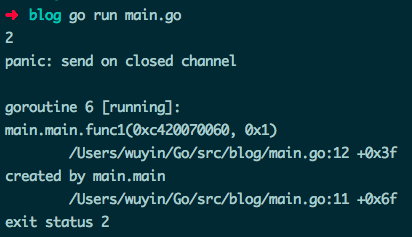 ➜ blog go run main.go
2
panic: send on closed channel
goroutine 6 [running]:
main.main.func1(0xc420070060, 0x1)
/Users/wuyin/Go/src/blog/main.go:12 +0x3f
created by main.main
/Users/wuyin/Go/src/blog/main.go:11 +0x6f
exit status 2